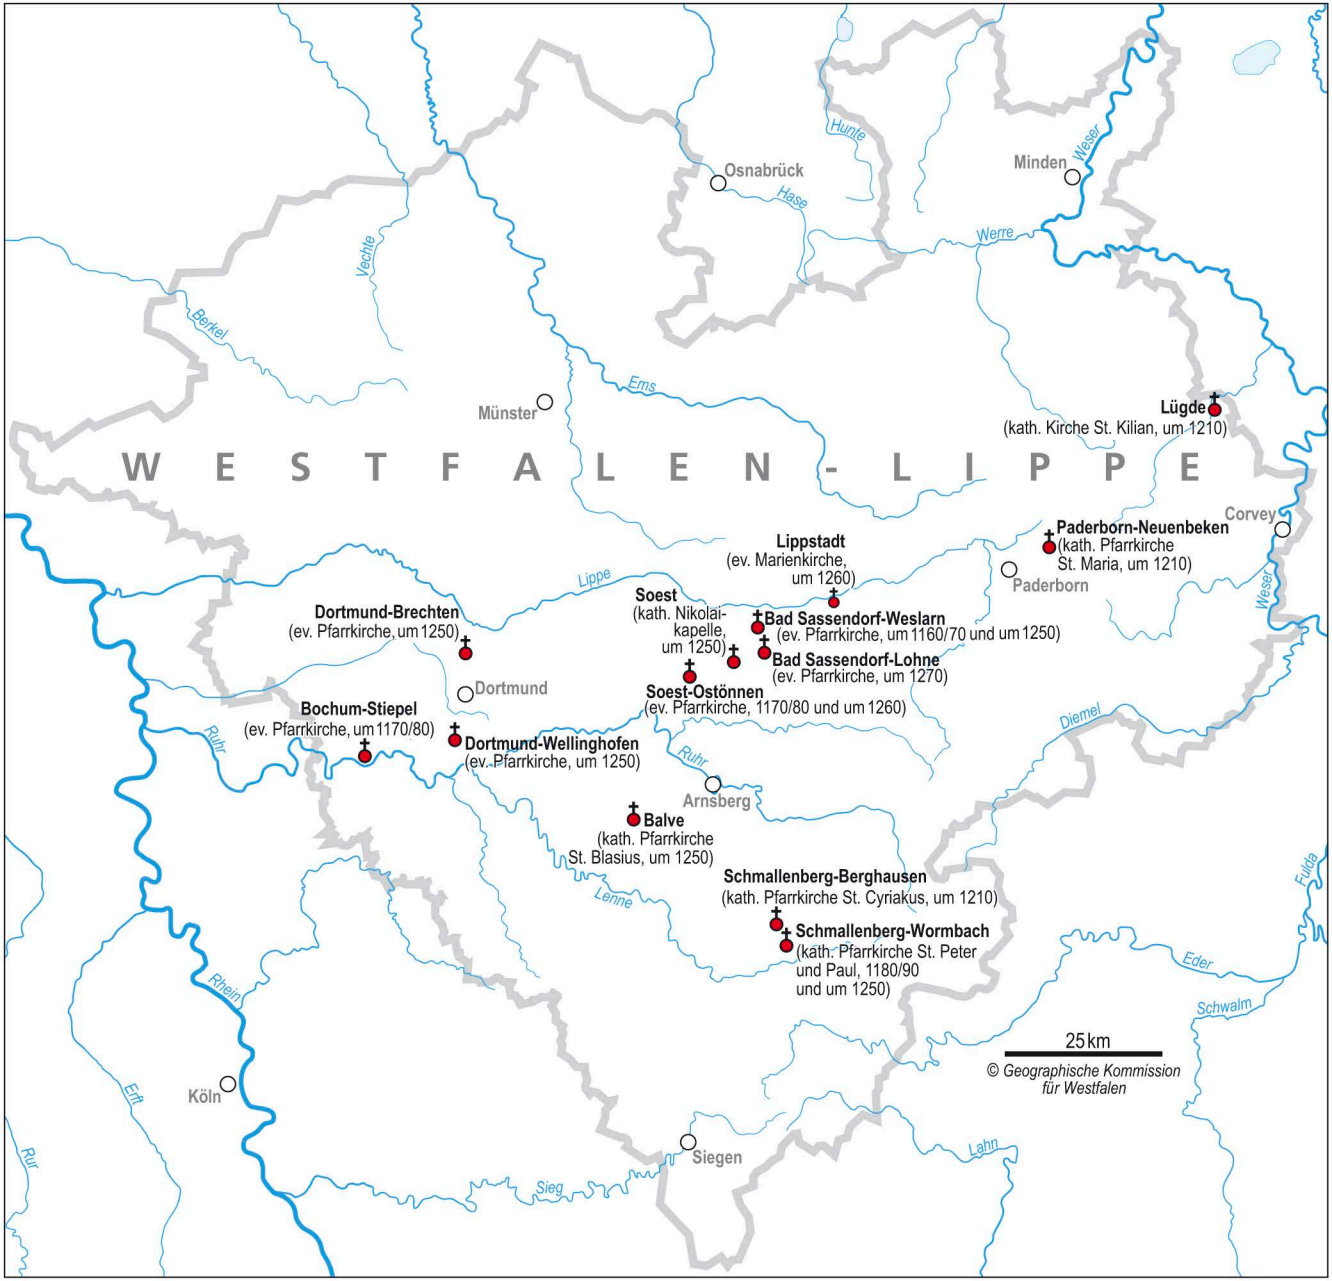 Hunte
Weser
Minden
Osnabrück
Hase
Werre
Vechte
Berkel
Ems
Münster
Lügde
(kath. Kirche St. Kilian, um 1210)
WESTFALEN-LIPPE
Corvey
Paderborn-Neuenbeken
(kath. Pfarrkirche
St. Maria, um 1210)
Paderborn
Weser
Lippstadt
(ev. Marienkirche,
um 1260)
Lippe
Soest
(kath. Nikolai-
kapelle,
um 1250)
Bad Sassendorf-Weslarn
(ev. Pfarrkirche, um 1160/70 und um 1250)
Bad Sassendorf-Lohne
(ev. Pfarrkirche, um 1270)
Soest-Ostönnen
(ev. Pfarrkirche, 1170/80 und um 1260)
Dortmund-Brechten
(ev. Pfarrkirche, um 1250)
Dortmund
Bochum-Stiepel
(ev. Pfarrkirche, um 1170/80)
Ruhr
Dortmund-Wellinghofen
(ev. Pfarrkirche, um 1250)
Diemel
Ruhr
Arnsberg
Balve
(kath. Pfarrkirche
St. Blasius, um 1250)
Lenne
Schmallenberg-Berghausen
(kath. Pfarrkirche St. Cyriakus, um 1210)
Schmallenberg-Wormbach
(kath. Pfarrkirche St. Peter
und Paul, 1180/90
und um 1250)
Fulda
Eder
Schwalm
Rhein
25 km
© Geographische Kommission
für Westfalen
Köln
Erft
Rur
Siegen
Sieg
Lahn